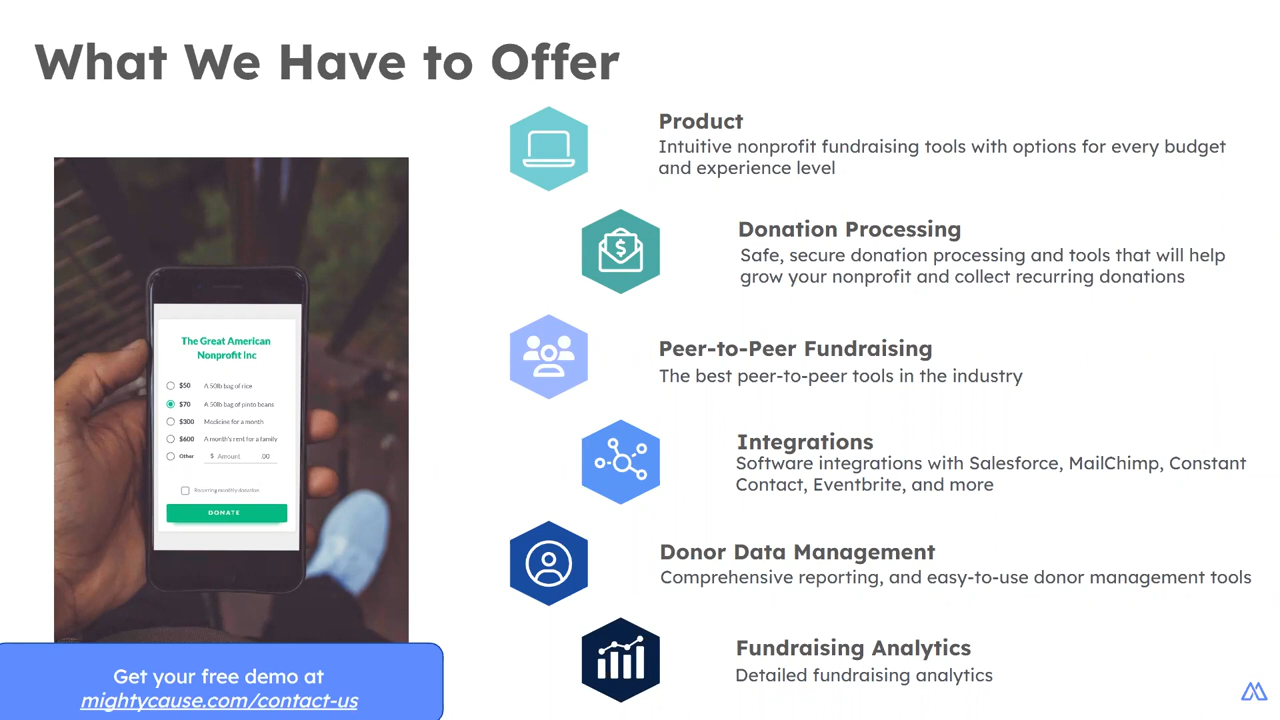 What We Have to Offer
Product
Intuitive nonprofit fundraising tools with options for every budget
and experience level
Donation Processing
Safe, secure donation processing and tools that will help
grow your nonprofit and collect recurring donations
Peer-to-Peer Fundraising
The best peer-to-peer tools in the industry
Integrations
Software integrations with Salesforce, MailChimp, Constant
Contact, Eventbrite, and more
Donor Data Management
Comprehensive reporting, and easy-to-use donor management tools
Fundraising Analytics
Detailed fundraising analytics
The Great American
Nonprofit Inc
$50 A 50lb bag of rice
$70 A 50lb bag of pinto beans
$300 Medicine for a month
$600 A month's rent for a family
Other $ Amount .00
Recurring monthly donation
DONATE
Get your free demo at
mightycause.com/contact-us